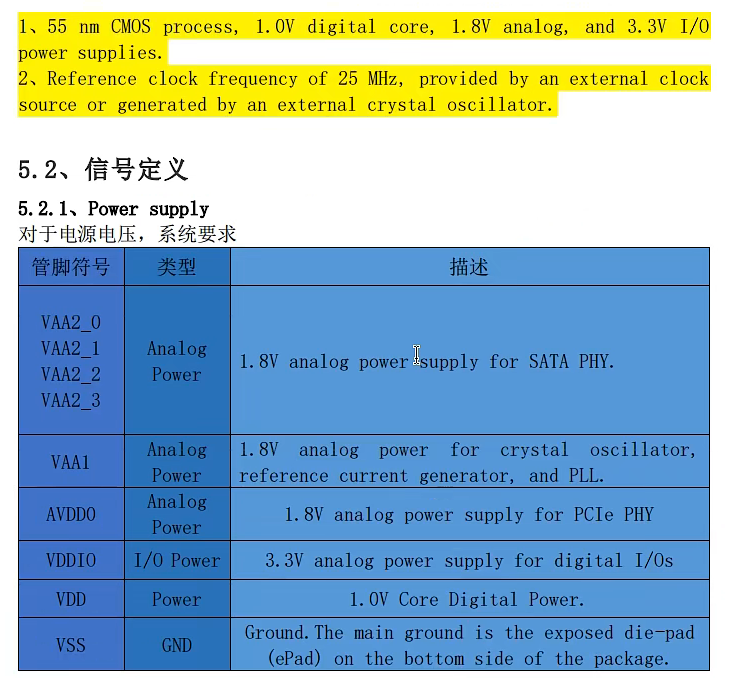 1、55 nm CMOS process, 1.0V digital core, 1.8V analog, and 3.3V I/O
power supplies.
2、Reference clock frequency of 25 MHz, provided by an external clock
source or generated by an external crystal oscillator.
5.2、信号定义
5.2.1、Power supply
对于电源电压，系统要求
管脚符号 类型 描述
VAA2_0
VAA2_1
VAA2_2
VAA2_3
Analog
Power
1.8V analog power supply for SATA PHY.
VAA1
Analog
Power
1.8V analog power for crystal oscillator,
reference current generator, and PLL.
AVDD0
Analog
Power
1.8V analog power supply for PCIe PHY
VDDIO I/O Power 3.3V analog power supply for digital I/Os
VDD Power 1.0V Core Digital Power.
VSS GND
Ground.The main ground is the exposed die-pad
(ePad) on the bottom side of the package.